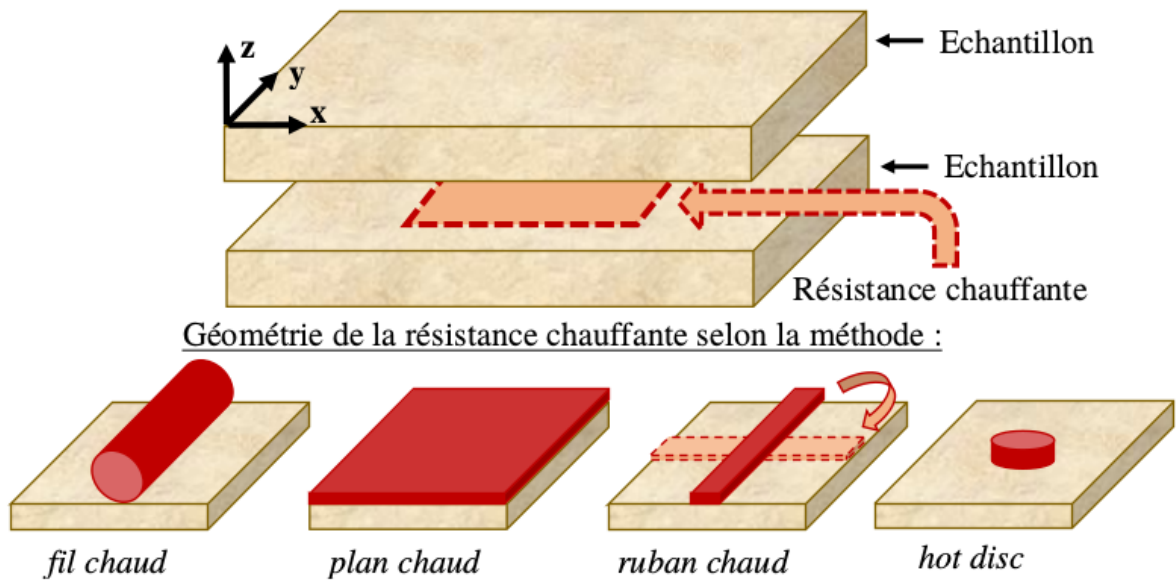 Echantillon
z
y
x
Echantillon
Résistance chauffante
Géométrie de la résistance chauffante selon la méthode :
fil chaud
plan chaud
ruban chaud
hot disc